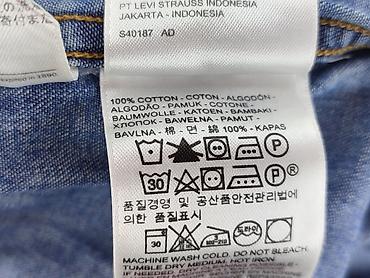 PT LEVI STRAUSS INDONESIA
JAKARTA - INDONESIA
S40187 AD
100% COTTON - COTON - ALGODÓN -
ALGODÃO - PAMUK - COTONE -
BAUMWOLLE - KATOEN - BAMBAKI -
ХЛОПОК - BAWEŁNA - PAMUT -
BAVLNA - 棉 - 면 - 綿 100% - KAPAS
P
30
P
품질경영 및 공산품안전관리법에
의한 품질표시
30
드라이
MACHINE WASH COLD. DO NOT BLEACH.
TUMBLE DRY MEDIUM. HOT IRON